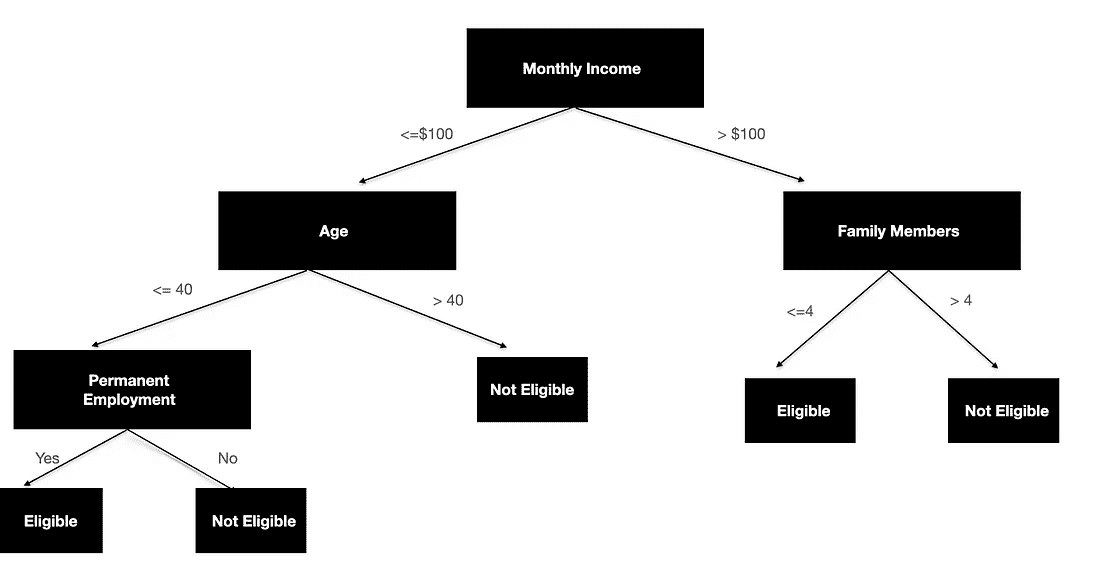 Monthly Income
<=$100
> $100
Age
Family Members
<= 40
> 40
<=4
> 4
Permanent
Employment
Not Eligible
Eligible
Not Eligible
Yes
No
Eligible
Not Eligible